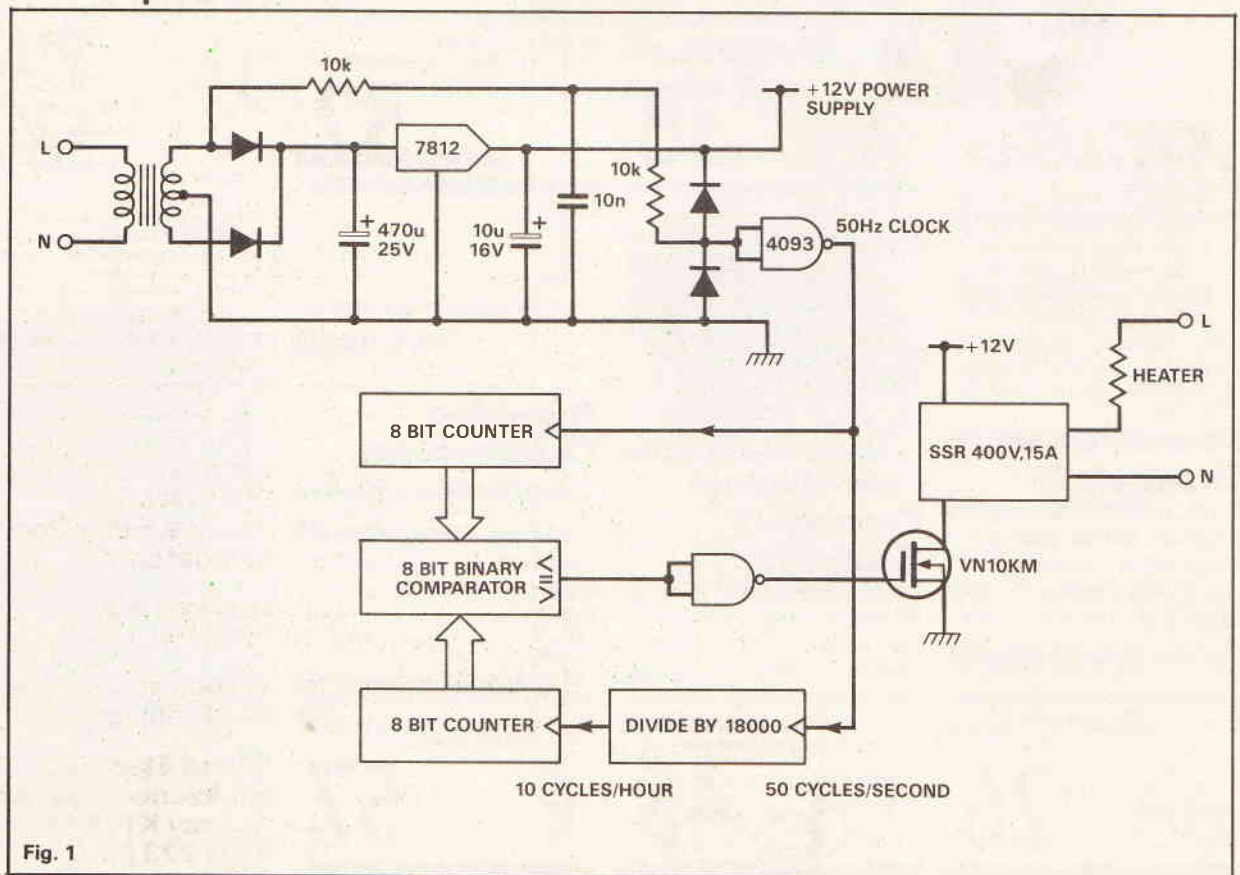 10k
+12V POWER
SUPPLY
L
7812
10k
10n
N
+
470u
25V
10u
16V
+
4093
50Hz CLOCK
L
+12V
HEATER
8 BIT COUNTER
SSR 400V,15A
N
8 BIT BINARY
COMPARATOR
< = >
VN10KM
8 BIT COUNTER
DIVIDE BY 18000
10 CYCLES/HOUR
50 CYCLES/SECOND
Fig. 1